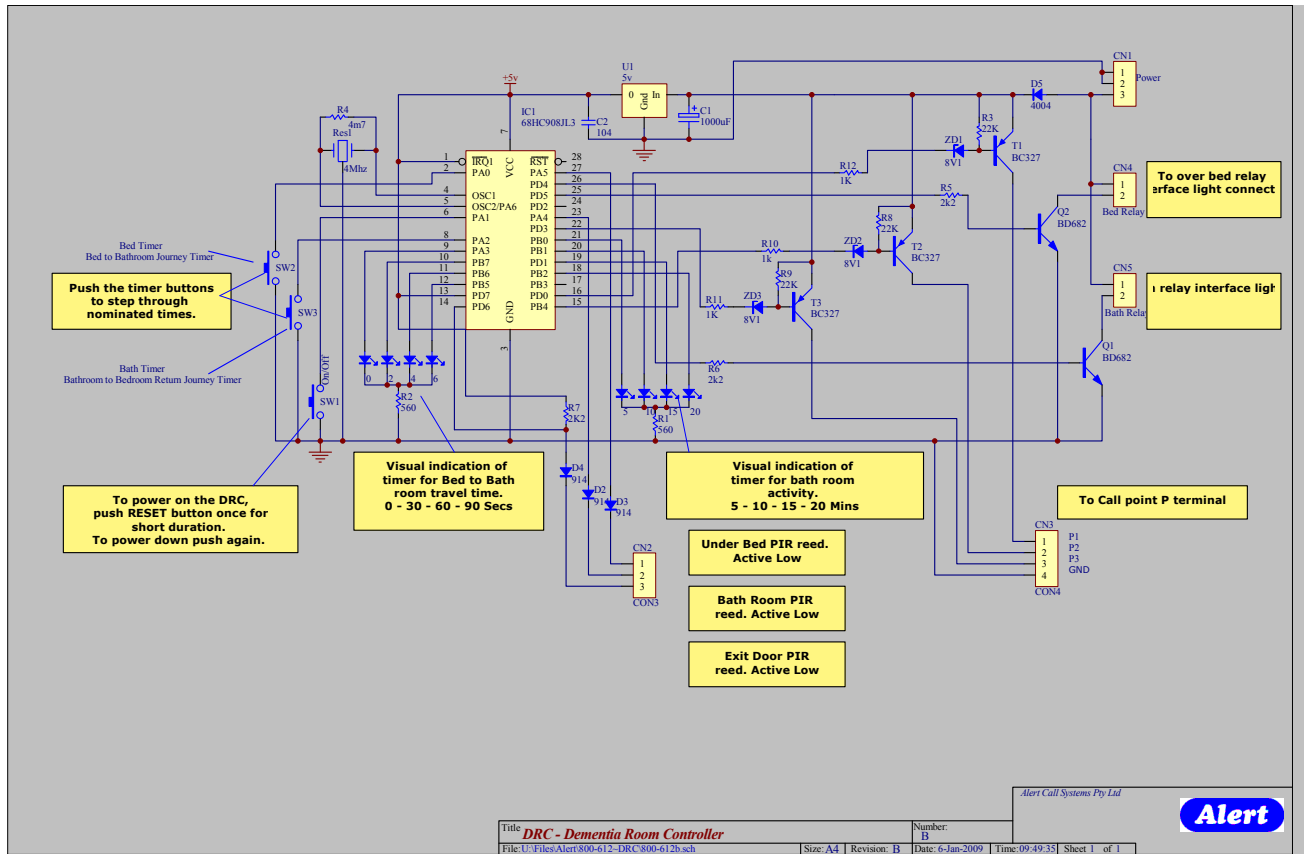 CN1
1
2
3
Power
U1
5v
0
In
Gnd
+5v
D5
4004
R4
4m7
Res1
4Mhz
IC1
68HC908JL3
C2
104
C1
1000uF
+
R3
22K
T1
BC327
ZD1
8V1
R12
1K
CN4
1
2
Bed Relay
To over bed relay
erface light connect
7
VCC
1
IRQ1
2
PA0
4
OSC1
5
OSC2/PA6
6
PA1
8
PA2
9
PA3
10
PB7
11
PB6
12
PB5
13
PD7
14
PD6
GND
3
RST
28
PA5
27
PD4
26
PD5
25
PD2
24
PA4
23
PD3
22
PB0
21
PB1
20
PD1
19
PB2
18
PB3
17
PD0
16
PB4
15
R5
2k2
Q2
BD682
R8
22K
T2
BC327
ZD2
8V1
R10
1k
R9
22K
T3
BC327
ZD3
8V1
R11
1K
CN5
1
2
Bath Relay
relay interface ligh
Q1
BD682
R6
2k2
Bed Timer
Bed to Bathroom Journey Timer
SW2
Push the timer buttons
to step through
nominated times.
SW3
Bath Timer
Bathroom to Bedroom Return Journey Timer
On/Off
SW1
0
2
4
6
R2
560
5
10
15
20
R1
560
R7
2K2
Visual indication of
timer for Bed to Bath
room travel time.
0 - 30 - 60 - 90 Secs
Visual indication of
timer for bath room
activity.
5 - 10 - 15 - 20 Mins
D4
914
D2
914
D3
914
To power on the DRC,
push RESET button once for
short duration.
To power down push again.
To Call point P terminal
CN3
1
2
3
4
P1
P2
P3
GND
CON4
CN2
1
2
3
CON3
Under Bed PIR reed.
Active Low
Bath Room PIR
reed. Active Low
Exit Door PIR
reed. Active Low
Alert Call Systems Pty Ltd
Alert
Title
DRC - Dementia Room Controller
Number:
B
File:U:\Files\Alert\800-612~DRC\800-612b.sch
Size:A4
Revision: B
Date: 6-Jan-2009
Time:09:49:35
Sheet 1 of 1